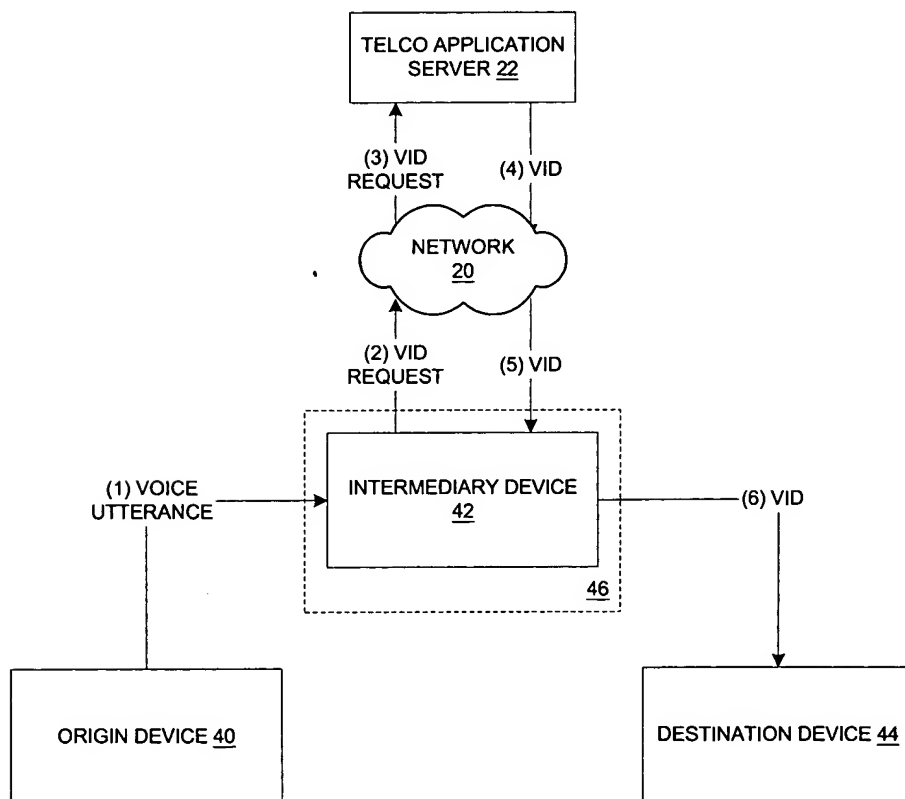 TELCO APPLICATION
SERVER 22
(3) VID
REQUEST
(4) VID
NETWORK
20
(2) VID
REQUEST
(5) VID
(1) VOICE
UTTERANCE
INTERMEDIARY DEVICE
42
(6) VID
46
ORIGIN DEVICE 40
DESTINATION DEVICE 44